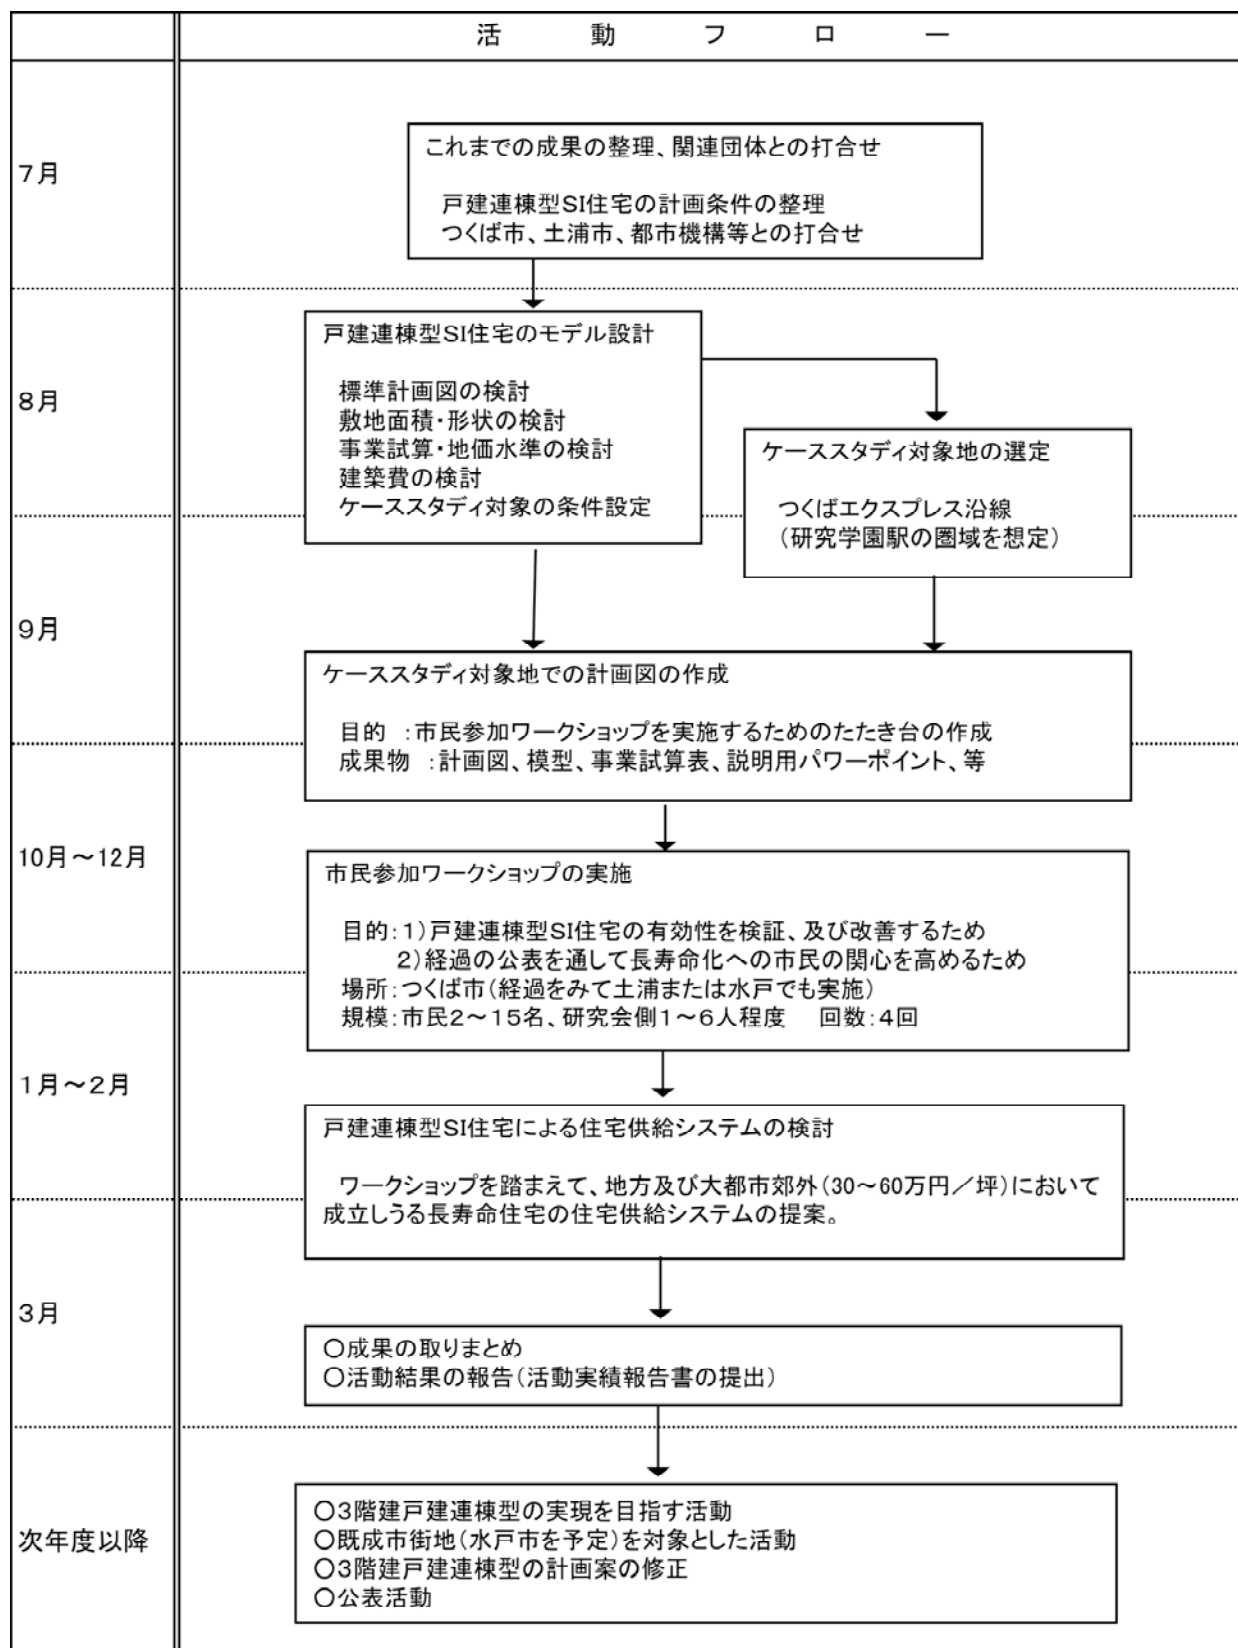 活動フロー
7月
これまでの成果の整理、関連団体との打合せ
戸建連棟型SI住宅の計画条件の整理
つくば市、土浦市、都市機構等との打合せ
8月
戸建連棟型SI住宅のモデル設計
標準計画図の検討
敷地面積・形状の検討
事業試算・地価水準の検討
建築費の検討
ケーススタディ対象の条件設定
ケーススタディ対象地の選定
つくばエクスプレス沿線
(研究学園駅の圏域を想定)
9月
ケーススタディ対象地での計画図の作成
目的 :市民参加ワークショップを実施するためのたたき台の作成
成果物 :計画図、模型、事業試算表、説明用パワーポイント、等
10月~12月
市民参加ワークショップの実施
目的:1)戸建連棟型SI住宅の有効性を検証、及び改善するため
2)経過の公表を通して長寿命化への市民の関心を高めるため
場所:つくば市(経過をみて土浦または水戸でも実施)
規模:市民2~15名、研究会側1~6人程度 回数:4回
1月~2月
戸建連棟型SI住宅による住宅供給システムの検討
ワークショップを踏まえて、地方及び大都市郊外(30~60万円/坪)において
成立しうる長寿命住宅の住宅供給システムの提案。
3月
○成果の取りまとめ
○活動結果の報告(活動実績報告書の提出)
次年度以降
○3階建戸建連棟型の実現を目指す活動
○既成市街地(水戸市を予定)を対象とした活動
○3階建戸建連棟型の計画案の修正
○公表活動